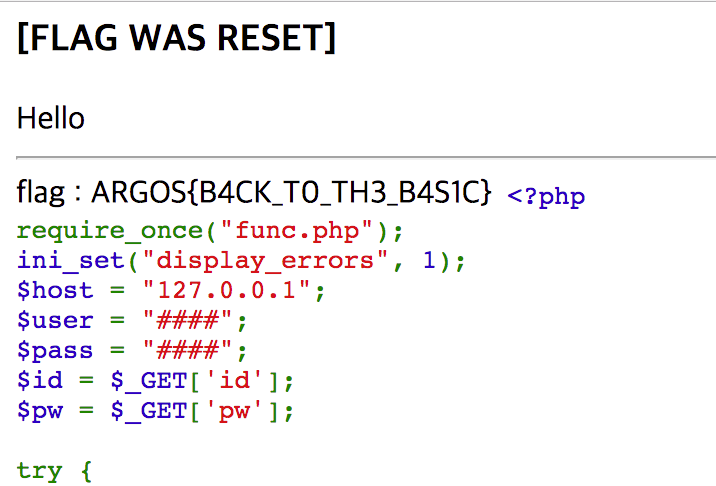 [FLAG WAS RESET]
Hello
flag : ARGOS{B4CK_T0_TH3_B4S1C} <?php
require_once("func.php");
ini_set("display_errors", 1);
$host = "127.0.0.1";
$user = "####";
$pass = "####";
$id = $_GET['id'];
$pw = $_GET['pw'];
try {